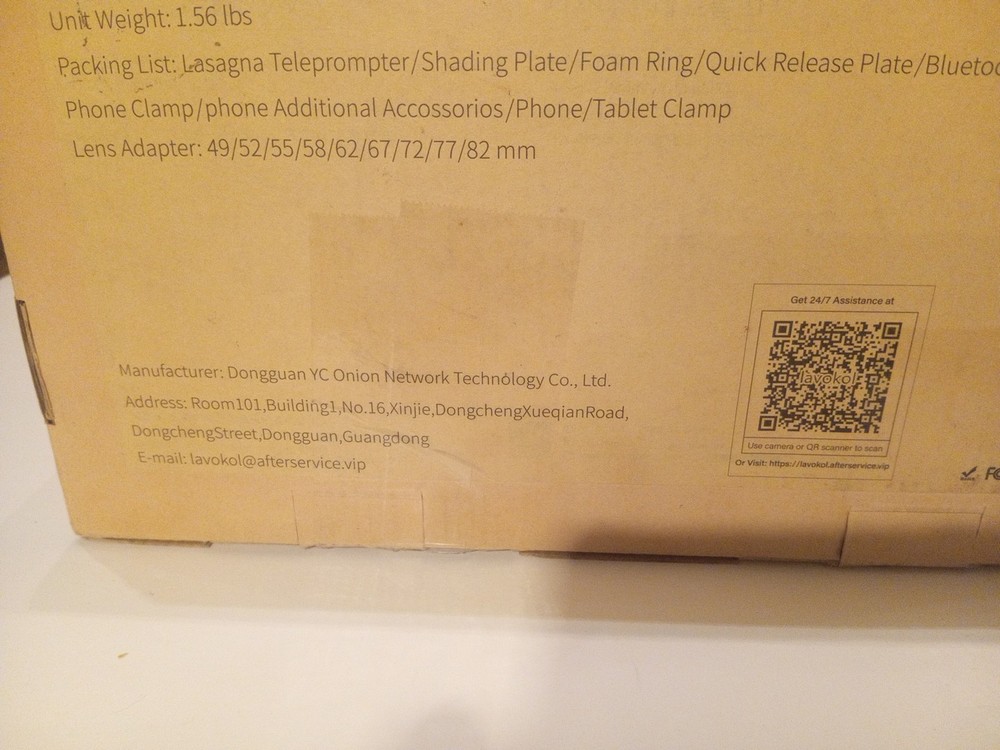 Unit Weight: 1.56 lbs
Packing List: Lasagna Teleprompter/Shading Plate/Foam Ring/Quick Release Plate/Bluetoo
Phone Clamp/phone Additional Accossorios/Phone/Tablet Clamp
Lens Adapter: 49/52/55/58/62/67/72/77/82 mm
Get 24/7 Assistance at
lavokol
Use camera or QR scanner to scan
Or Visit: https://lavokol.afterservice.vip
Manufacturer: Dongguan YC Onion Network Technology Co., Ltd.
Address: Room101,Building1,No.16,Xinjie,DongchengXueqianRoad,
DongchengStreet,Dongguan,Guangdong
E-mail: lavokol@afterservice.vip
FC